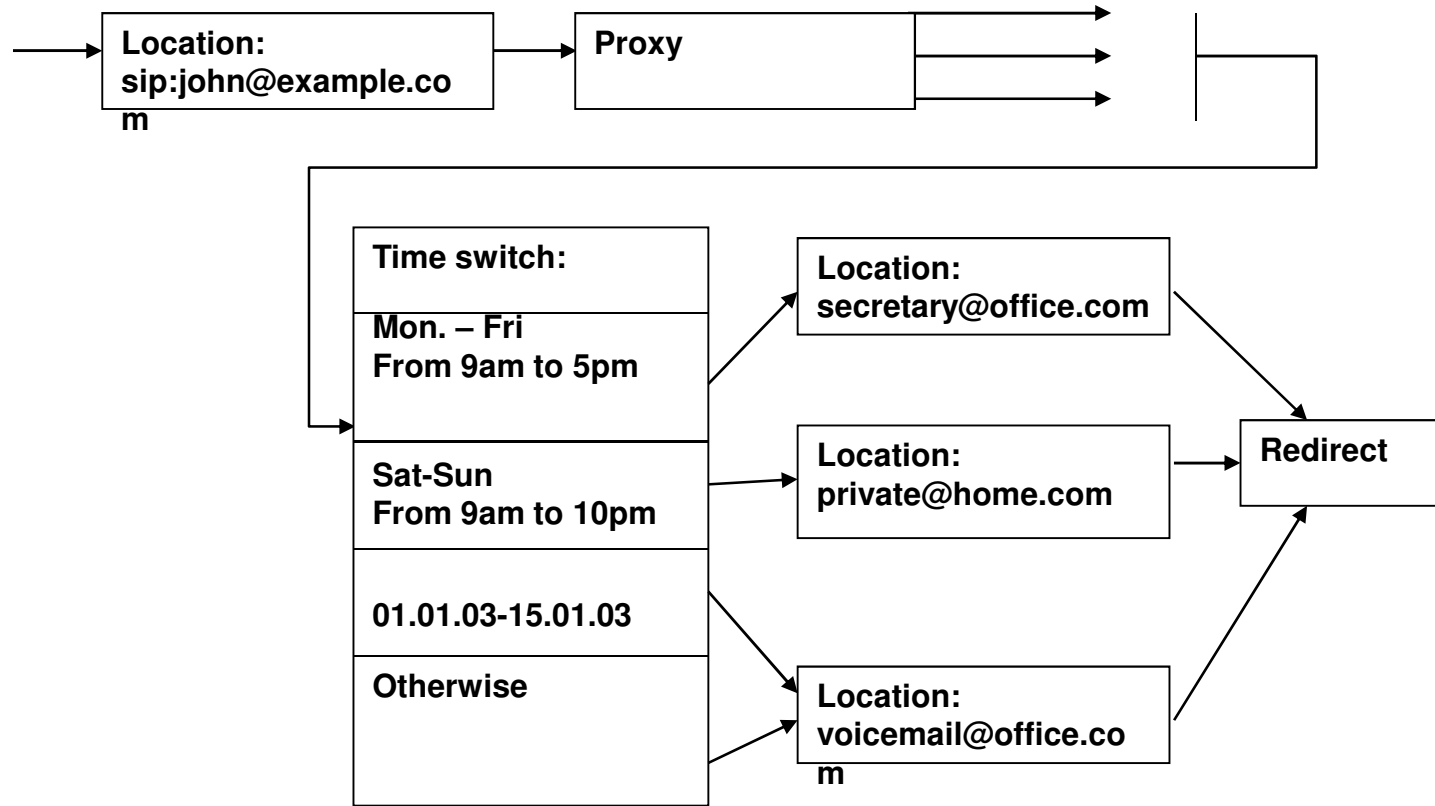 Location:
sip:john@example.co
m
Proxy
Time switch:
Mon. – Fri
From 9am to 5pm
Sat-Sun
From 9am to 10pm
01.01.03-15.01.03
Otherwise
Location:
secretary@office.com
Location:
private@home.com
Location:
voicemail@office.co
m
Redirect